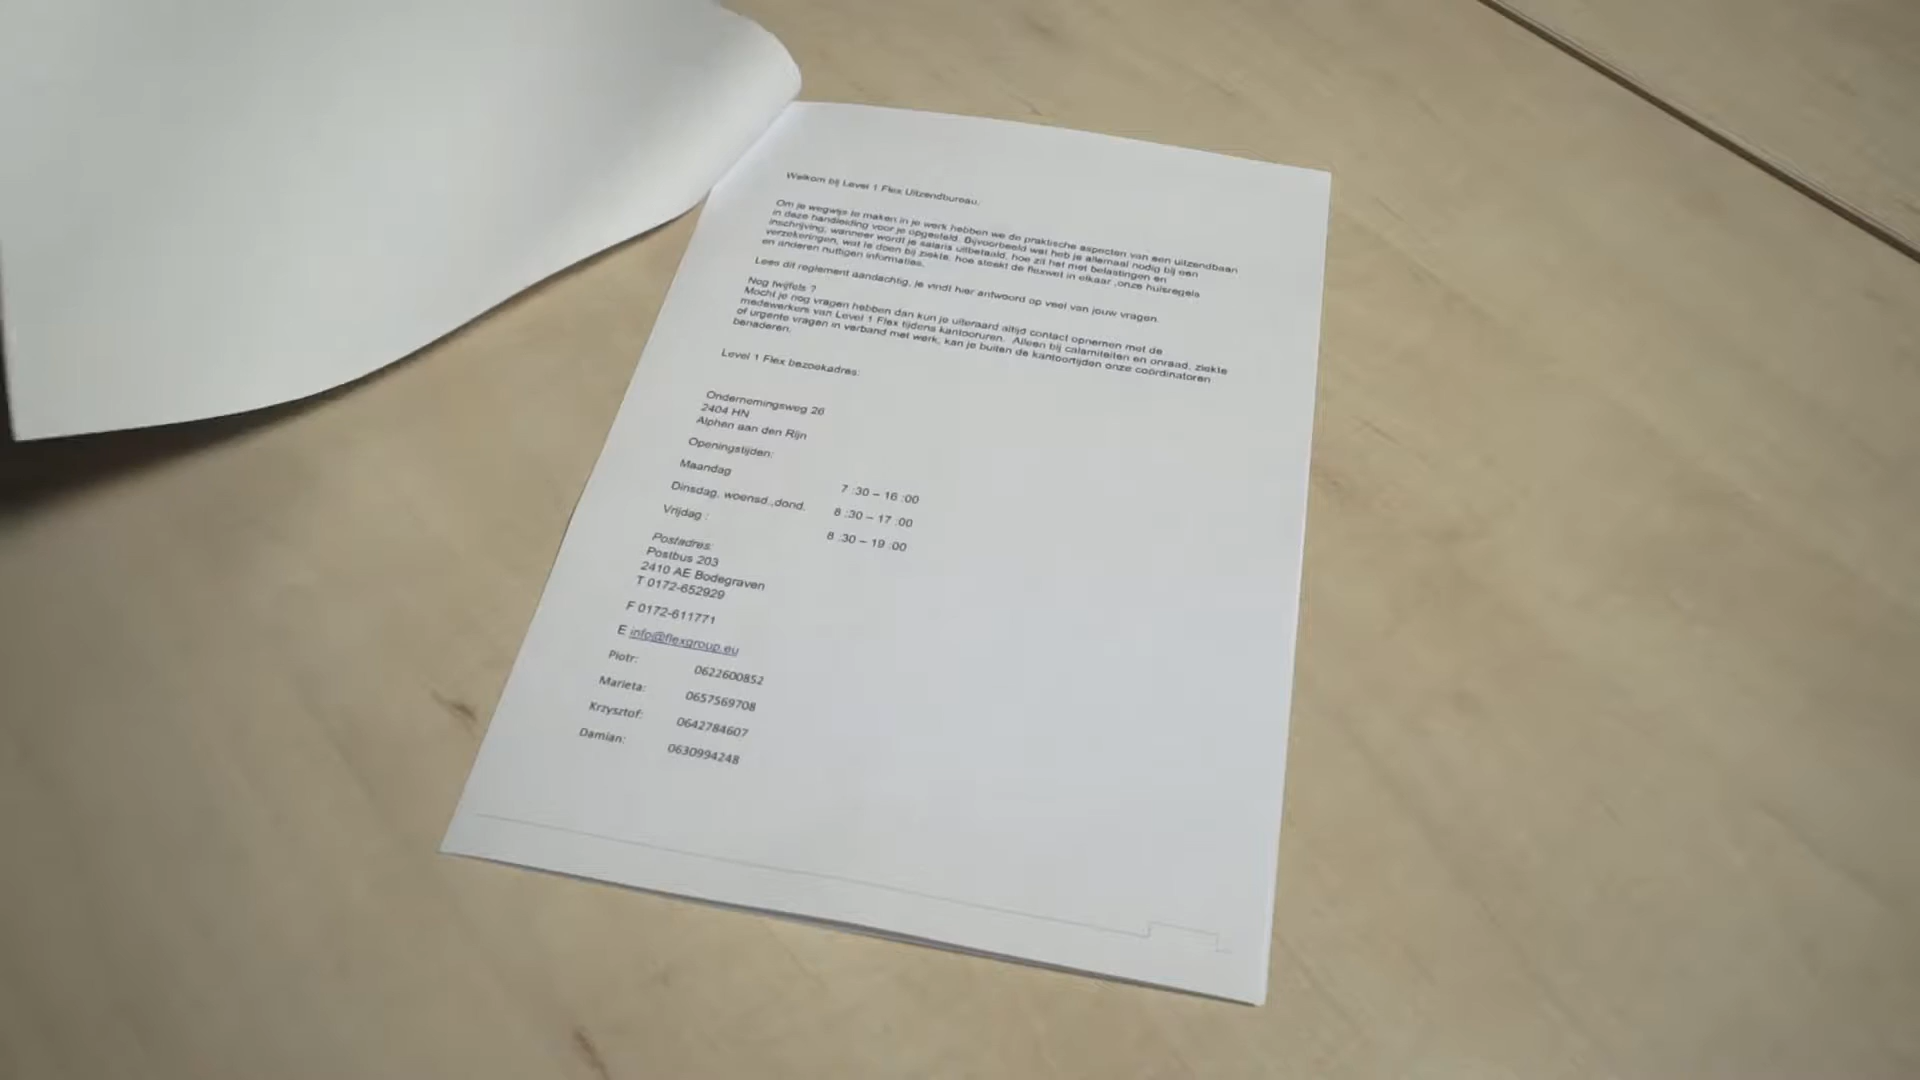 Welkom bij Level 1 Flex Uitzendbureau.
Om je wegwijs te maken in je werk hebben we de praktische aspecten van een uitzendbaan
in deze handleiding voor je opgesteld. Bijvoorbeeld wat heb je allemaal nodig bij een
inschrijving, wanneer wordt je salaris uitbetaald, hoe zit het met belastingen en
verzekeringen, wat te doen bij ziekte, hoe steekt de flexwet in elkaar ,onze huisregels
en anderen nuttigen informaties.
Lees dit reglement aandachtig, je vindt hier antwoord op veel van jouw vragen.
Nog twijfels ?
Mocht je nog vragen hebben dan kun je uiteraard altijd contact opnemen met de
medewerkers van Level 1 Flex tijdens kantooruren. Alleen bij calamiteiten en onraad, ziekte
of urgente vragen in verband met werk, kan je buiten de kantoortijden onze coördinatoren
benaderen.
Level 1 Flex bezoekadres:
Ondernemingsweg 26
2404 HN
Alphen aan den Rijn
Openingstijden:
Maandag 7 :30 – 16 :00
Dinsdag, woensd.,dond. 8 :30 – 17 :00
Vrijdag : 8 :30 – 19 :00
Postadres:
Postbus 203
2410 AE Bodegraven
T 0172-652929
F 0172-611771
E info@flexgroup.eu
Piotr: 0622600852
Marieta: 0657569708
Krzysztof: 0642784607
Damian: 0630994248